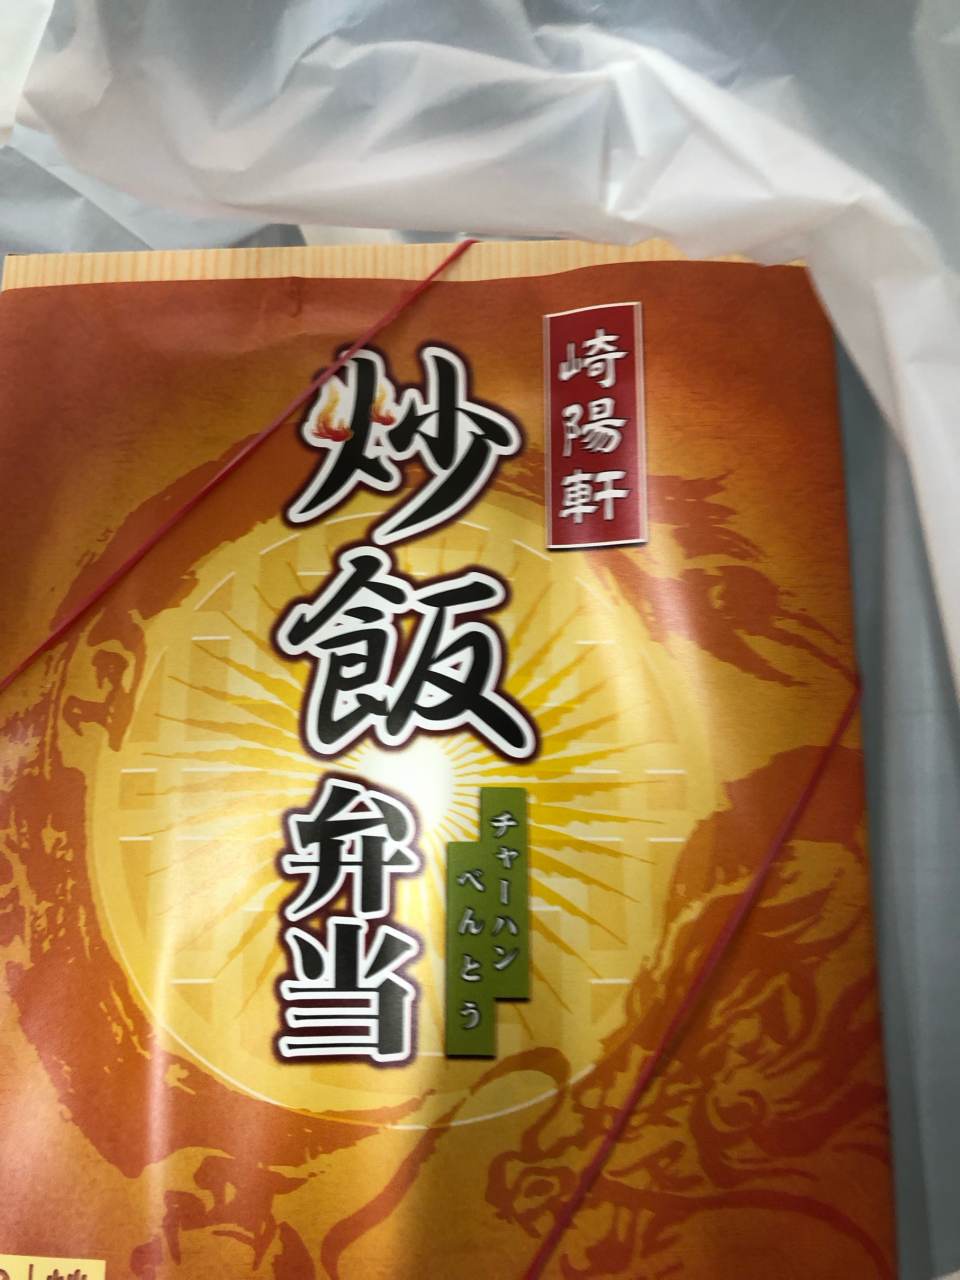 崎陽軒
炒飯
弁当
チャーハン
べんとう